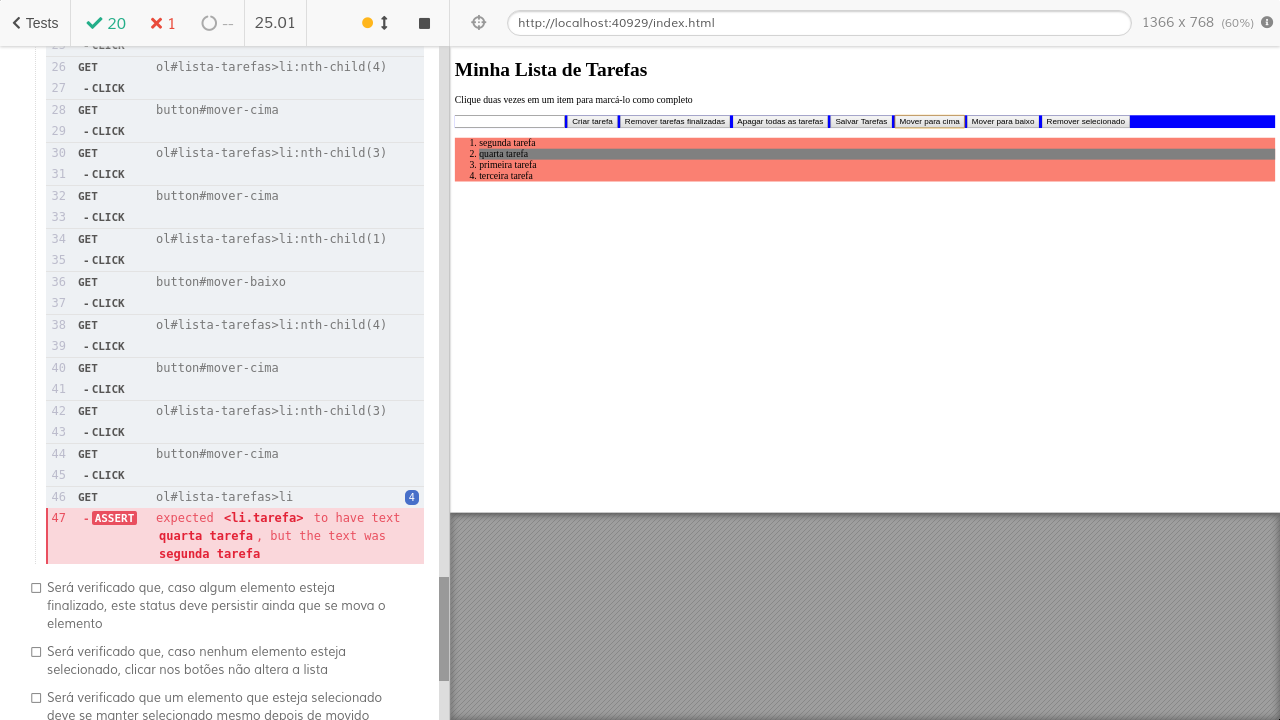 Tests 20 1 -- 25.01 http://localhost:40929/index.html 1366 x 768 (60%)
25 - CLICK
26 GET ol#lista-tarefas>li:nth-child(4)
27 - CLICK
28 GET button#mover-cima
29 - CLICK
30 GET ol#lista-tarefas>li:nth-child(3)
31 - CLICK
32 GET button#mover-cima
33 - CLICK
34 GET ol#lista-tarefas>li:nth-child(1)
35 - CLICK
36 GET button#mover-baixo
37 - CLICK
38 GET ol#lista-tarefas>li:nth-child(4)
39 - CLICK
40 GET button#mover-cima
41 - CLICK
42 GET ol#lista-tarefas>li:nth-child(3)
43 - CLICK
44 GET button#mover-cima
45 - CLICK
46 GET ol#lista-tarefas>li 4
47 - ASSERT expected <li.tarefa> to have text
quarta tarefa , but the text was
segunda tarefa
Será verificado que, caso algum elemento esteja
finalizado, este status deve persistir ainda que se mova o
elemento
Será verificado que, caso nenhum elemento esteja
selecionado, clicar nos botões não altera a lista
Será verificado que um elemento que esteja selecionado
deve se manter selecionado mesmo depois de movido
Minha Lista de Tarefas
Clique duas vezes em um item para marcá-lo como completo
Criar tarefa Remover tarefas finalizadas Apagar todas as tarefas Salvar Tarefas Mover para cima Mover para baixo Remover selecionado
1. segunda tarefa
2. quarta tarefa
3. primeira tarefa
4. terceira tarefa